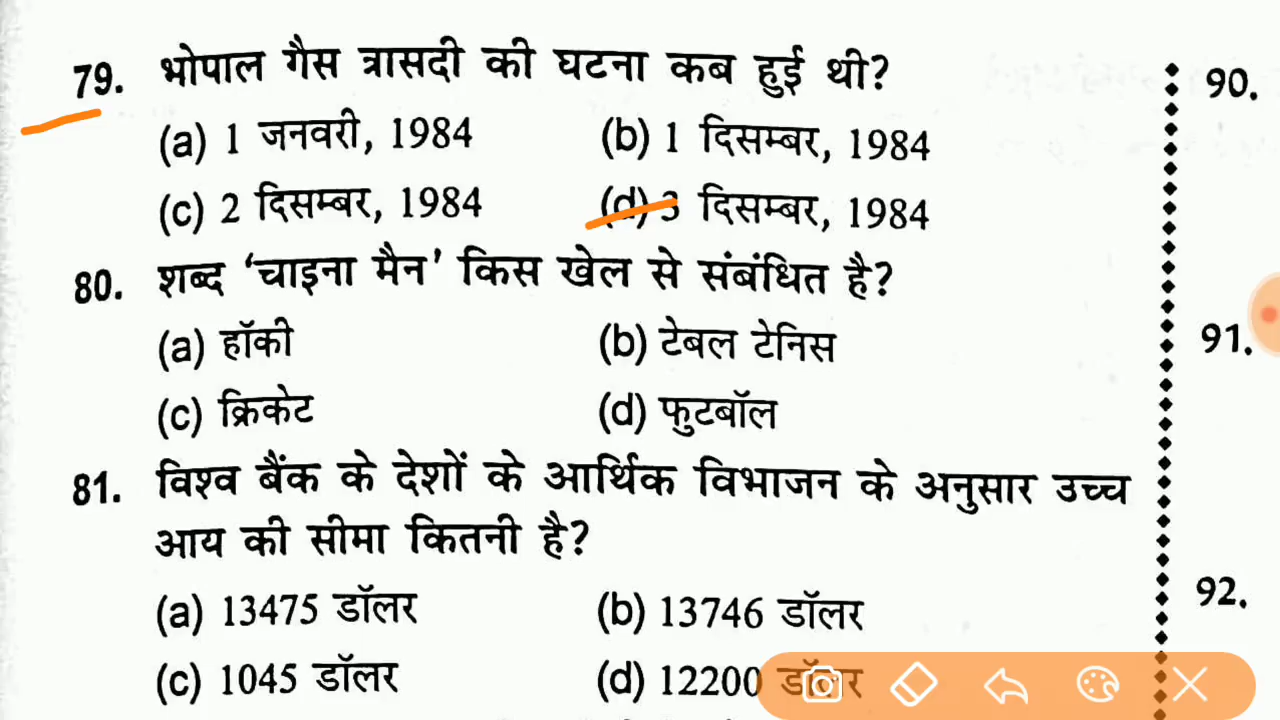 79. भोपाल गैस त्रासदी की घटना कब हुई थी?
(a) 1 जनवरी, 1984 (b) 1 दिसम्बर, 1984
(c) 2 दिसम्बर, 1984 (d) 3 दिसम्बर, 1984
80. शब्द ‘चाइना मैन’ किस खेल से संबंधित है?
(a) हॉकी (b) टेबल टेनिस
(c) क्रिकेट (d) फुटबॉल
81. विश्व बैंक के देशों के आर्थिक विभाजन के अनुसार उच्च
आय की सीमा कितनी है?
(a) 13475 डॉलर (b) 13746 डॉलर
(c) 1045 डॉलर (d) 12200 डॉलर
90.
91.
92.